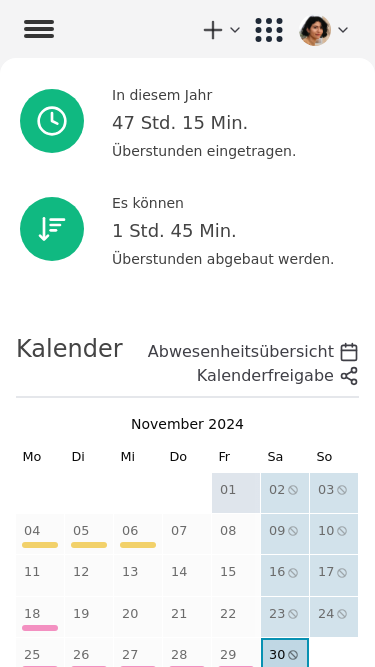 In diesem Jahr
47 Std. 15 Min.
Überstunden eingetragen.
Es können
1 Std. 45 Min.
Überstunden abgebaut werden.
Kalender
Abwesenheitsübersicht
Kalenderfreigabe
November 2024
Mo Di Mi Do Fr Sa So
01 02 03
04 05 06 07 08 09 10
11 12 13 14 15 16 17
18 19 20 21 22 23 24
25 26 27 28 29 30